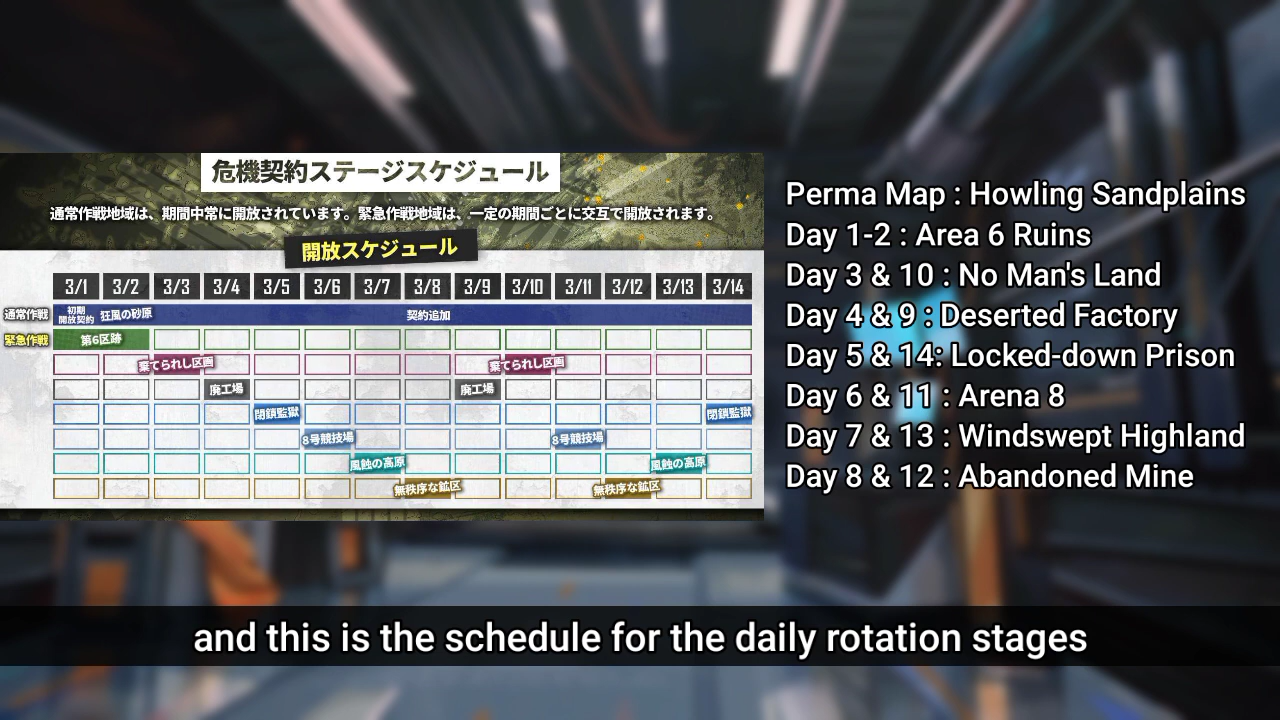 危機契約ステージスケジュール
通常作戦地域は、期間中常に開放されています。緊急作戦地域は、一定の期間ごとに交互で開放されます。
開放スケジュール
3/1 3/2 3/3 3/4 3/5 3/6 3/7 3/8 3/9 3/10 3/11 3/12 3/13 3/14
通常作戦 初期開放契約 狂風の砂原 契約追加
緊急作戦 第6区跡
棄てられし区画 棄てられし区画
廃工場 廃工場
閉鎖監獄 閉鎖監獄
8号競技場 8号競技場
風蝕の高原 風蝕の高原
無秩序な鉱区 無秩序な鉱区
Perma Map : Howling Sandplains
Day 1-2 : Area 6 Ruins
Day 3 & 10 : No Man's Land
Day 4 & 9 : Deserted Factory
Day 5 & 14: Locked-down Prison
Day 6 & 11 : Arena 8
Day 7 & 13 : Windswept Highland
Day 8 & 12 : Abandoned Mine
and this is the schedule for the daily rotation stages